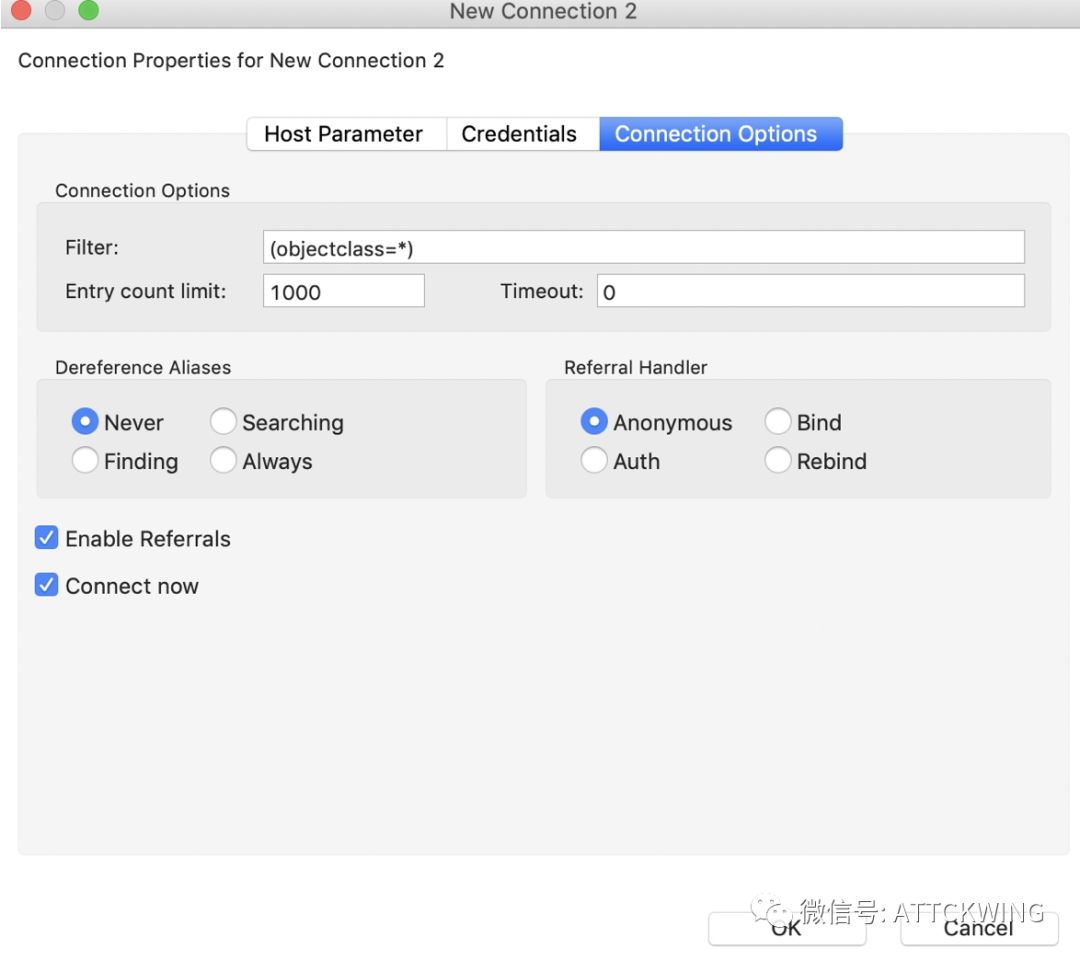 New Connection 2
Connection Properties for New Connection 2
Host Parameter Credentials Connection Options
Connection Options
Filter: (objectclass=*)
Entry count limit: 1000 Timeout: 0
Dereference Aliases Referral Handler
Never Searching Anonymous Bind
Finding Always Auth Rebind
Enable Referrals
Connect now
微信号: ATTCKWING
OK Cancel